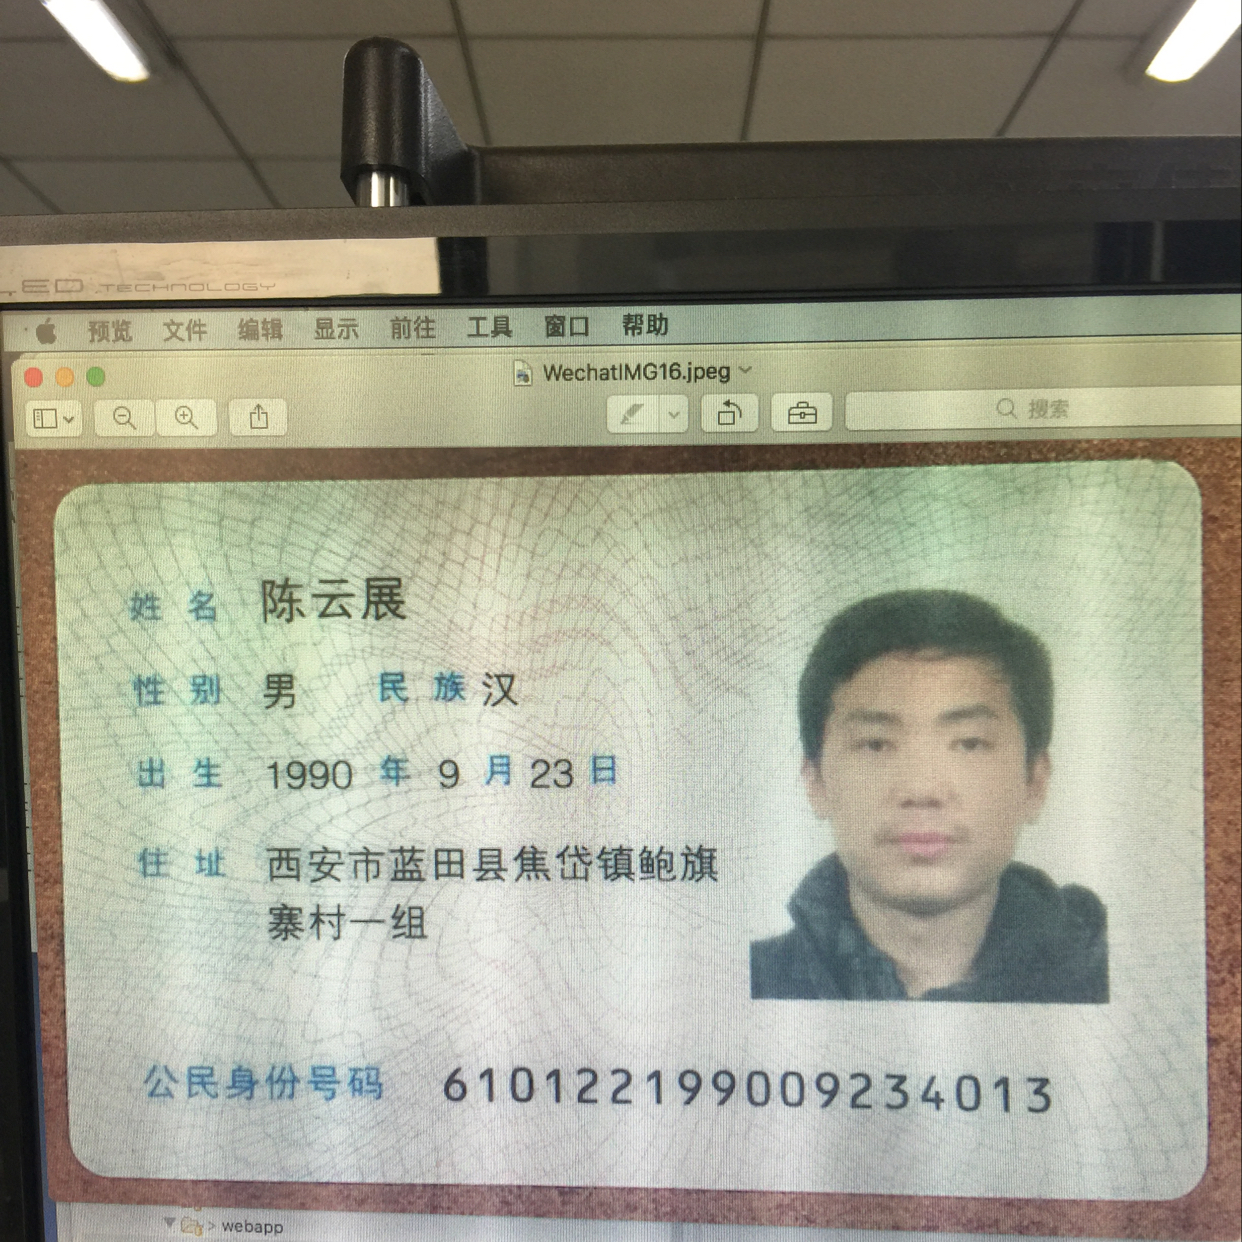 LED TECHNOLOGY
预览 文件 编辑 显示 前往 工具 窗口 帮助
WechatIMG16.jpeg
搜索
姓名 陈云展
性别 男 民族 汉
出生 1990 年 9 月 23 日
住址 西安市蓝田县焦岱镇鲍旗
寨村一组
公民身份号码 610122199009234013
> webapp